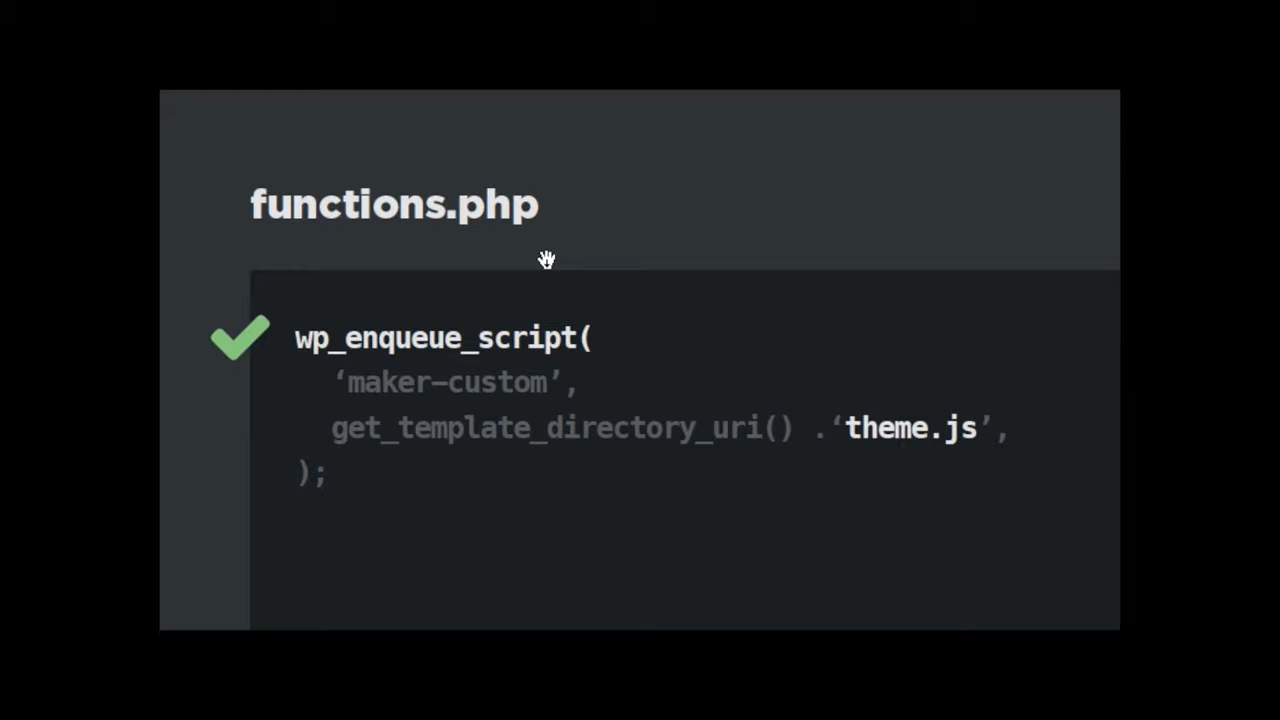 functions.php
wp_enqueue_script(
‘maker–custom’,
get_template_directory_uri() .‘theme.js’,
);